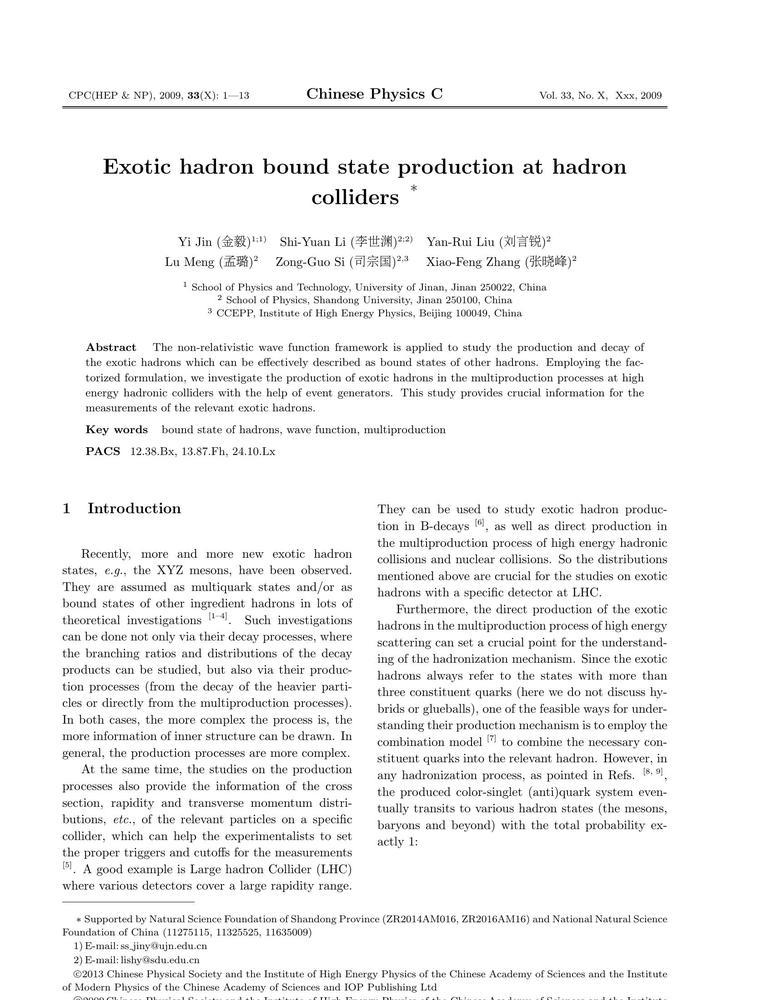 CPC(HEP & NP), 2009, 33(X): 1—13 Chinese Physics C Vol. 33, No. X, Xxx, 2009
Exotic hadron bound state production at hadron
colliders *
Yi Jin (金毅)1;1) Shi-Yuan Li (李世渊)2;2) Yan-Rui Liu (刘言锐)2
Lu Meng (孟璐)2 Zong-Guo Si (司宗国)2,3 Xiao-Feng Zhang (张晓峰)2
1 School of Physics and Technology, University of Jinan, Jinan 250022, China
2 School of Physics, Shandong University, Jinan 250100, China
3 CCEPP, Institute of High Energy Physics, Beijing 100049, China
Abstract The non-relativistic wave function framework is applied to study the production and decay of
the exotic hadrons which can be effectively described as bound states of other hadrons. Employing the fac-
torized formulation, we investigate the production of exotic hadrons in the multiproduction processes at high
energy hadronic colliders with the help of event generators. This study provides crucial information for the
measurements of the relevant exotic hadrons.
Key words bound state of hadrons, wave function, multiproduction
PACS 12.38.Bx, 13.87.Fh, 24.10.Lx
1 Introduction
Recently, more and more new exotic hadron
states, e.g., the XYZ mesons, have been observed.
They are assumed as multiquark states and/or as
bound states of other ingredient hadrons in lots of
theoretical investigations [1–4]. Such investigations
can be done not only via their decay processes, where
the branching ratios and distributions of the decay
products can be studied, but also via their produc-
tion processes (from the decay of the heavier parti-
cles or directly from the multiproduction processes).
In both cases, the more complex the process is, the
more information of inner structure can be drawn. In
general, the production processes are more complex.
At the same time, the studies on the production
processes also provide the information of the cross
section, rapidity and transverse momentum distri-
butions, etc., of the relevant particles on a specific
collider, which can help the experimentalists to set
the proper triggers and cutoffs for the measurements
[5]. A good example is Large hadron Collider (LHC)
where various detectors cover a large rapidity range.
They can be used to study exotic hadron produc-
tion in B-decays [6], as well as direct production in
the multiproduction process of high energy hadronic
collisions and nuclear collisions. So the distributions
mentioned above are crucial for the studies on exotic
hadrons with a specific detector at LHC.
Furthermore, the direct production of the exotic
hadrons in the multiproduction process of high energy
scattering can set a crucial point for the understand-
ing of the hadronization mechanism. Since the exotic
hadrons always refer to the states with more than
three constituent quarks (here we do not discuss hy-
brids or glueballs), one of the feasible ways for under-
standing their production mechanism is to employ the
combination model [7] to combine the necessary con-
stituent quarks into the relevant hadron. However, in
any hadronization process, as pointed in Refs. [8, 9],
the produced color-singlet (anti)quark system even-
tually transits to various hadron states (the mesons,
baryons and beyond) with the total probability ex-
actly 1:
* Supported by Natural Science Foundation of Shandong Province (ZR2014AM016, ZR2016AM16) and National Natural Science
Foundation of China (11275115, 11325525, 11635009)
1) E-mail: ss_jiny@ujn.edu.cn
2) E-mail: lishy@sdu.edu.cn
©2013 Chinese Physical Society and the Institute of High Energy Physics of the Chinese Academy of Sciences and the Institute
of Modern Physics of the Chinese Academy of Sciences and IOP Publishing Ltd